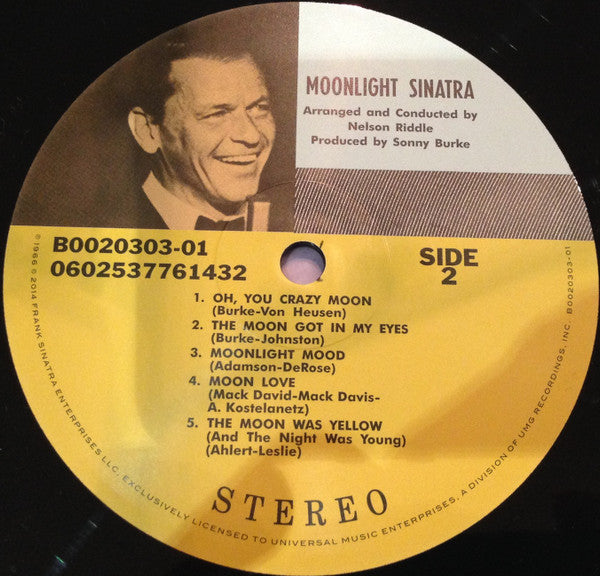 MOONLIGHT SINATRA
Arranged and Conducted by
Nelson Riddle
Produced by Sonny Burke
B0020303-01
0602537761432
SIDE
2
1. OH, YOU CRAZY MOON
(Burke-Von Heusen)
2. THE MOON GOT IN MY EYES
(Burke-Johnston)
3. MOONLIGHT MOOD
(Adamson-DeRose)
4. MOON LOVE
(Mack David-Mack Davis-
A. Kostelanetz)
5. THE MOON WAS YELLOW
(And The Night Was Young)
(Ahlert-Leslie)
STEREO
℗ 1966 © 2014 FRANK SINATRA ENTERPRISES LLC, EXCLUSIVELY LICENSED TO UNIVERSAL MUSIC ENTERPRISES, A DIVISION OF UMG RECORDINGS, INC. B0020303-01